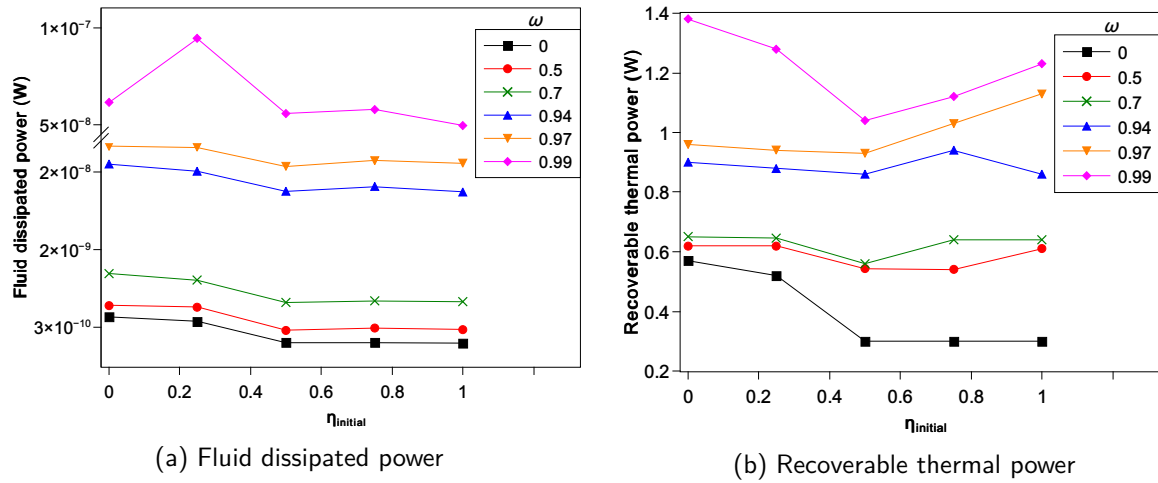 Fluid dissipated power (W)
1×10⁻⁷
5×10⁻⁸
2×10⁻⁸
2×10⁻⁹
3×10⁻¹⁰
0 0.2 0.4 0.6 0.8 1
η_initial
ω
0
0.5
0.7
0.94
0.97
0.99
(a) Fluid dissipated power
Recoverable thermal power (W)
1.4
1.2
1
0.8
0.6
0.4
0.2
0 0.2 0.4 0.6 0.8 1
η_initial
ω
0
0.5
0.7
0.94
0.97
0.99
(b) Recoverable thermal power